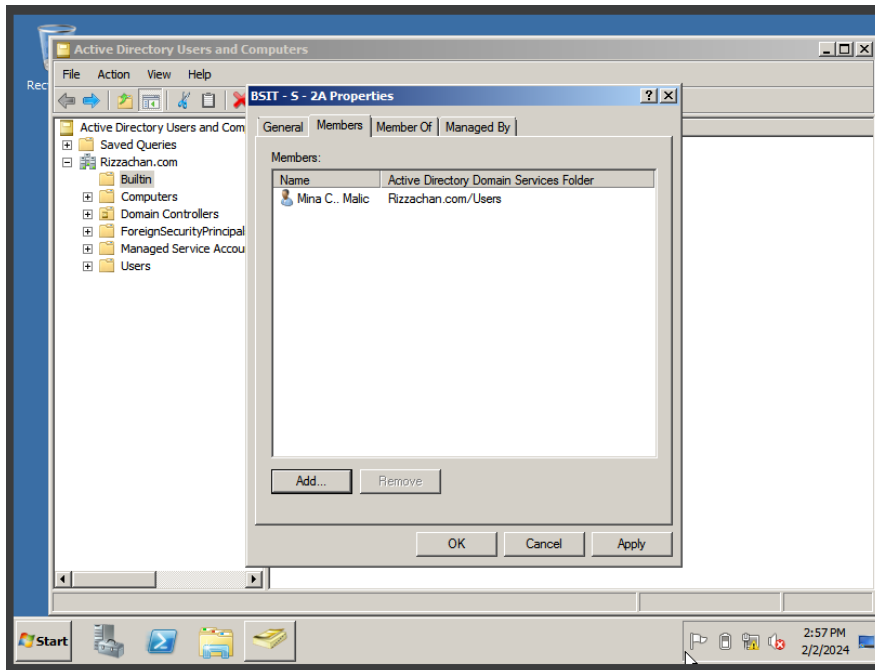 Active Directory Users and Computers
File Action View Help
Rec
BSIT - S - 2A Properties
Active Directory Users and Com
Saved Queries
Rizzachan.com
Builtin
Computers
Domain Controllers
ForeignSecurityPrincipal
Managed Service Accou
Users
General Members Member Of Managed By
Members:
Name Active Directory Domain Services Folder
Mina C.. Malic Rizzachan.com/Users
Add... Remove
OK Cancel Apply
Start
2:57 PM
2/2/2024